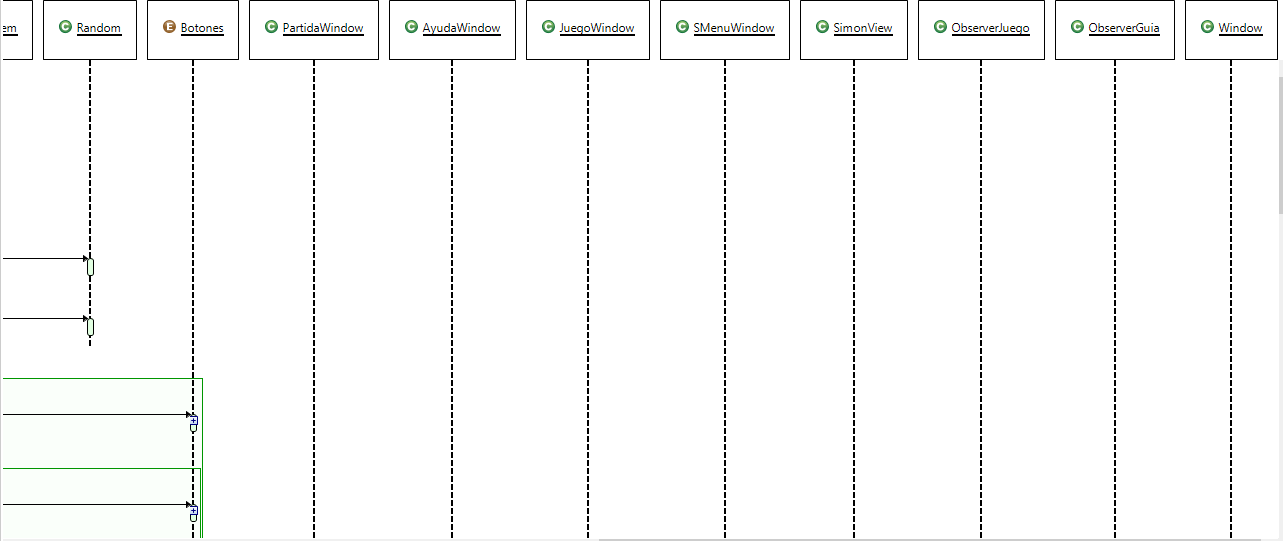 em
C Random
E Botones
C PartidaWindow
C AyudaWindow
C JuegoWindow
C SMenuWindow
C SimonView
C ObserverJuego
C ObserverGuia
C Window